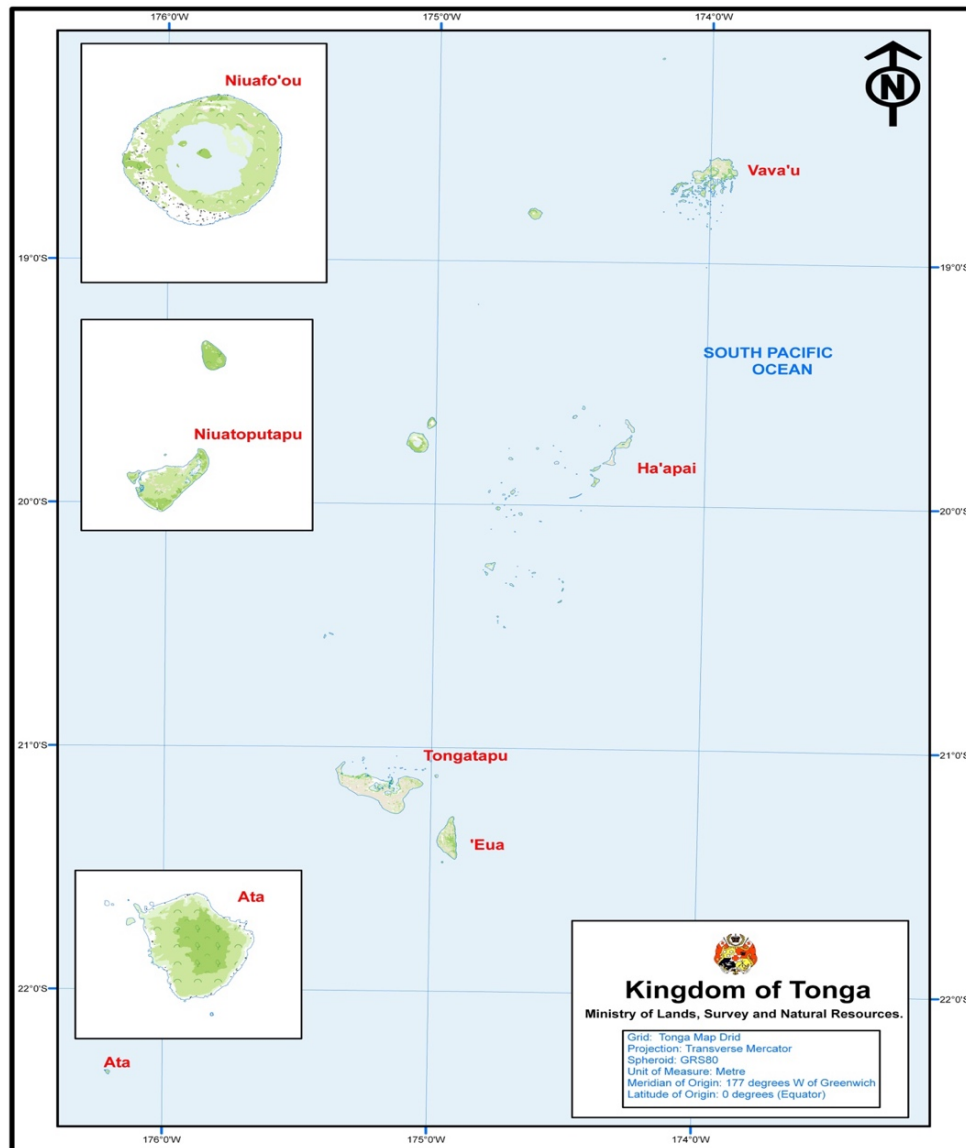 176°0'W
175°0'W
174°0'W
N
Niuafo'ou
Vava'u
19°0'S
19°0'S
SOUTH PACIFIC
OCEAN
Niuatoputapu
Ha'apai
20°0'S
20°0'S
21°0'S
21°0'S
Tongatapu
'Eua
Ata
22°0'S
22°0'S
Ata
Kingdom of Tonga
Ministry of Lands, Survey and Natural Resources.
Grid: Tonga Map Drid
Projection: Transverse Mercator
Spheroid: GRS80
Unit of Measure: Metre
Meridian of Origin: 177 degrees W of Greenwich
Latitude of Origin: 0 degrees (Equator)
176°0'W
175°0'W
174°0'W